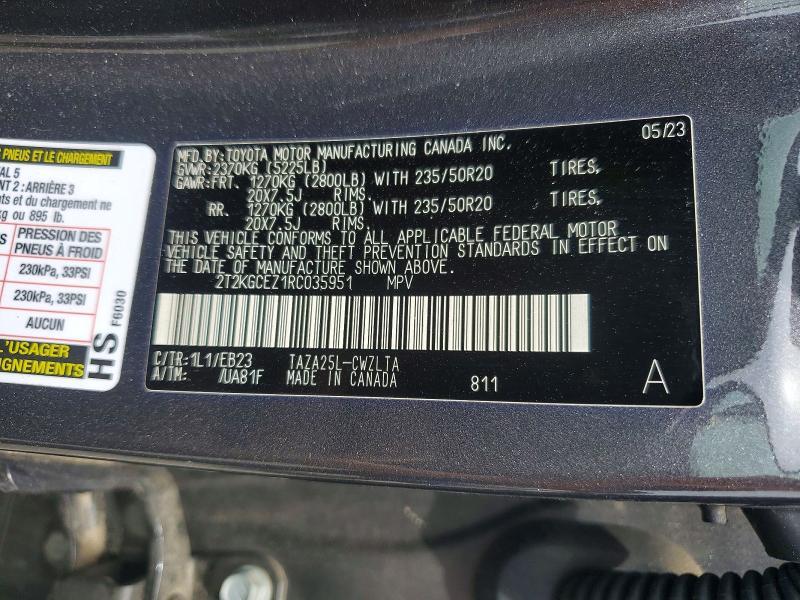 PNEUS ET LE CHARGEMENT
5
2 : ARRIÈRE 3
et du chargement ne
kg ou 895 lb.
PRESSION DES
PNEUS À FROID
230kPa, 33PSI
230kPa, 33PSI
AUCUN
L'USAGER
HS F6030
05/23
MFD.BY:TOYOTA MOTOR MANUFACTURING CANADA INC.
GVWR:2370KG (5225LB)
GAWR:FRT. 1270KG (2800LB) WITH 235/50R20 TIRES,
20X7.5J RIMS,
RR. 1270KG (2800LB) WITH 235/50R20 TIRES,
20X7.5J RIMS.
THIS VEHICLE CONFORMS TO ALL APPLICABLE FEDERAL MOTOR
VEHICLE SAFETY AND THEFT PREVENTION STANDARDS IN EFFECT ON
THE DATE OF MANUFACTURE SHOWN ABOVE.
2T2KGCEZ1RC035951 MPV
C/TR:1L1/EB23 TAZA25L-CWZLTA
A/TM: /UA81F MADE IN CANADA 811 A